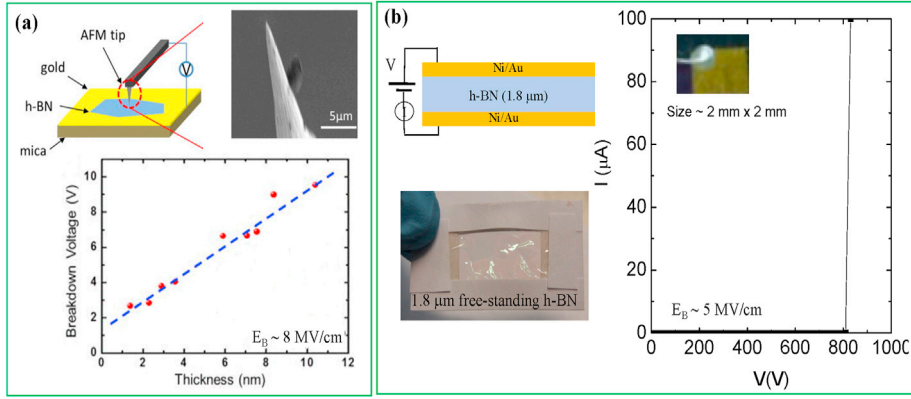 (a)
AFM tip
gold
h-BN
mica
V
5μm
Breakdown Voltage (V)
10
8
6
4
2
0
E_B ~ 8 MV/cm
0 2 4 6 8 10 12
Thickness (nm)
(b)
V
Ni/Au
h-BN (1.8 μm)
Ni/Au
I
1.8 μm free-standing h-BN
I (μA)
100
80
60
40
20
0
Size ~ 2 mm x 2 mm
E_B ~ 5 MV/cm
0 200 400 600 800 1000
V(V)